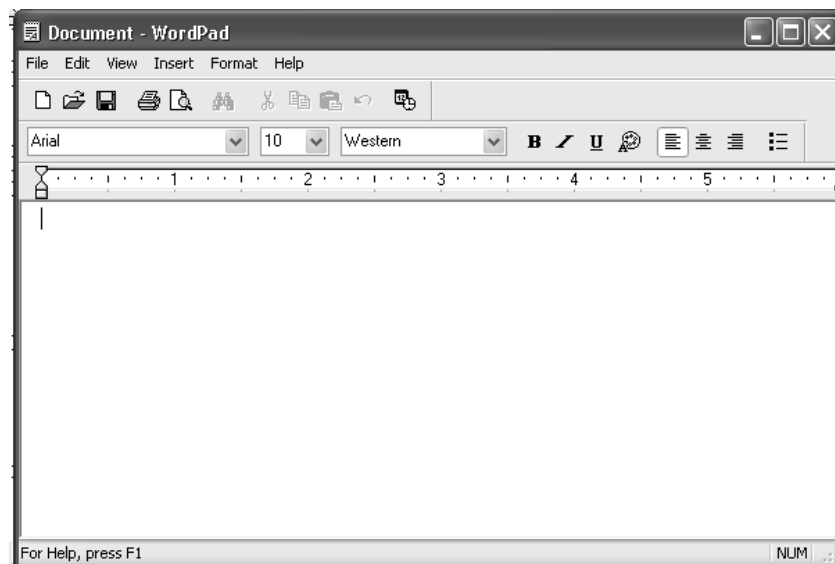 Document - WordPad
File Edit View Insert Format Help
Arial 10 Western B U
1 2 3 4 5
For Help, press F1 NUM